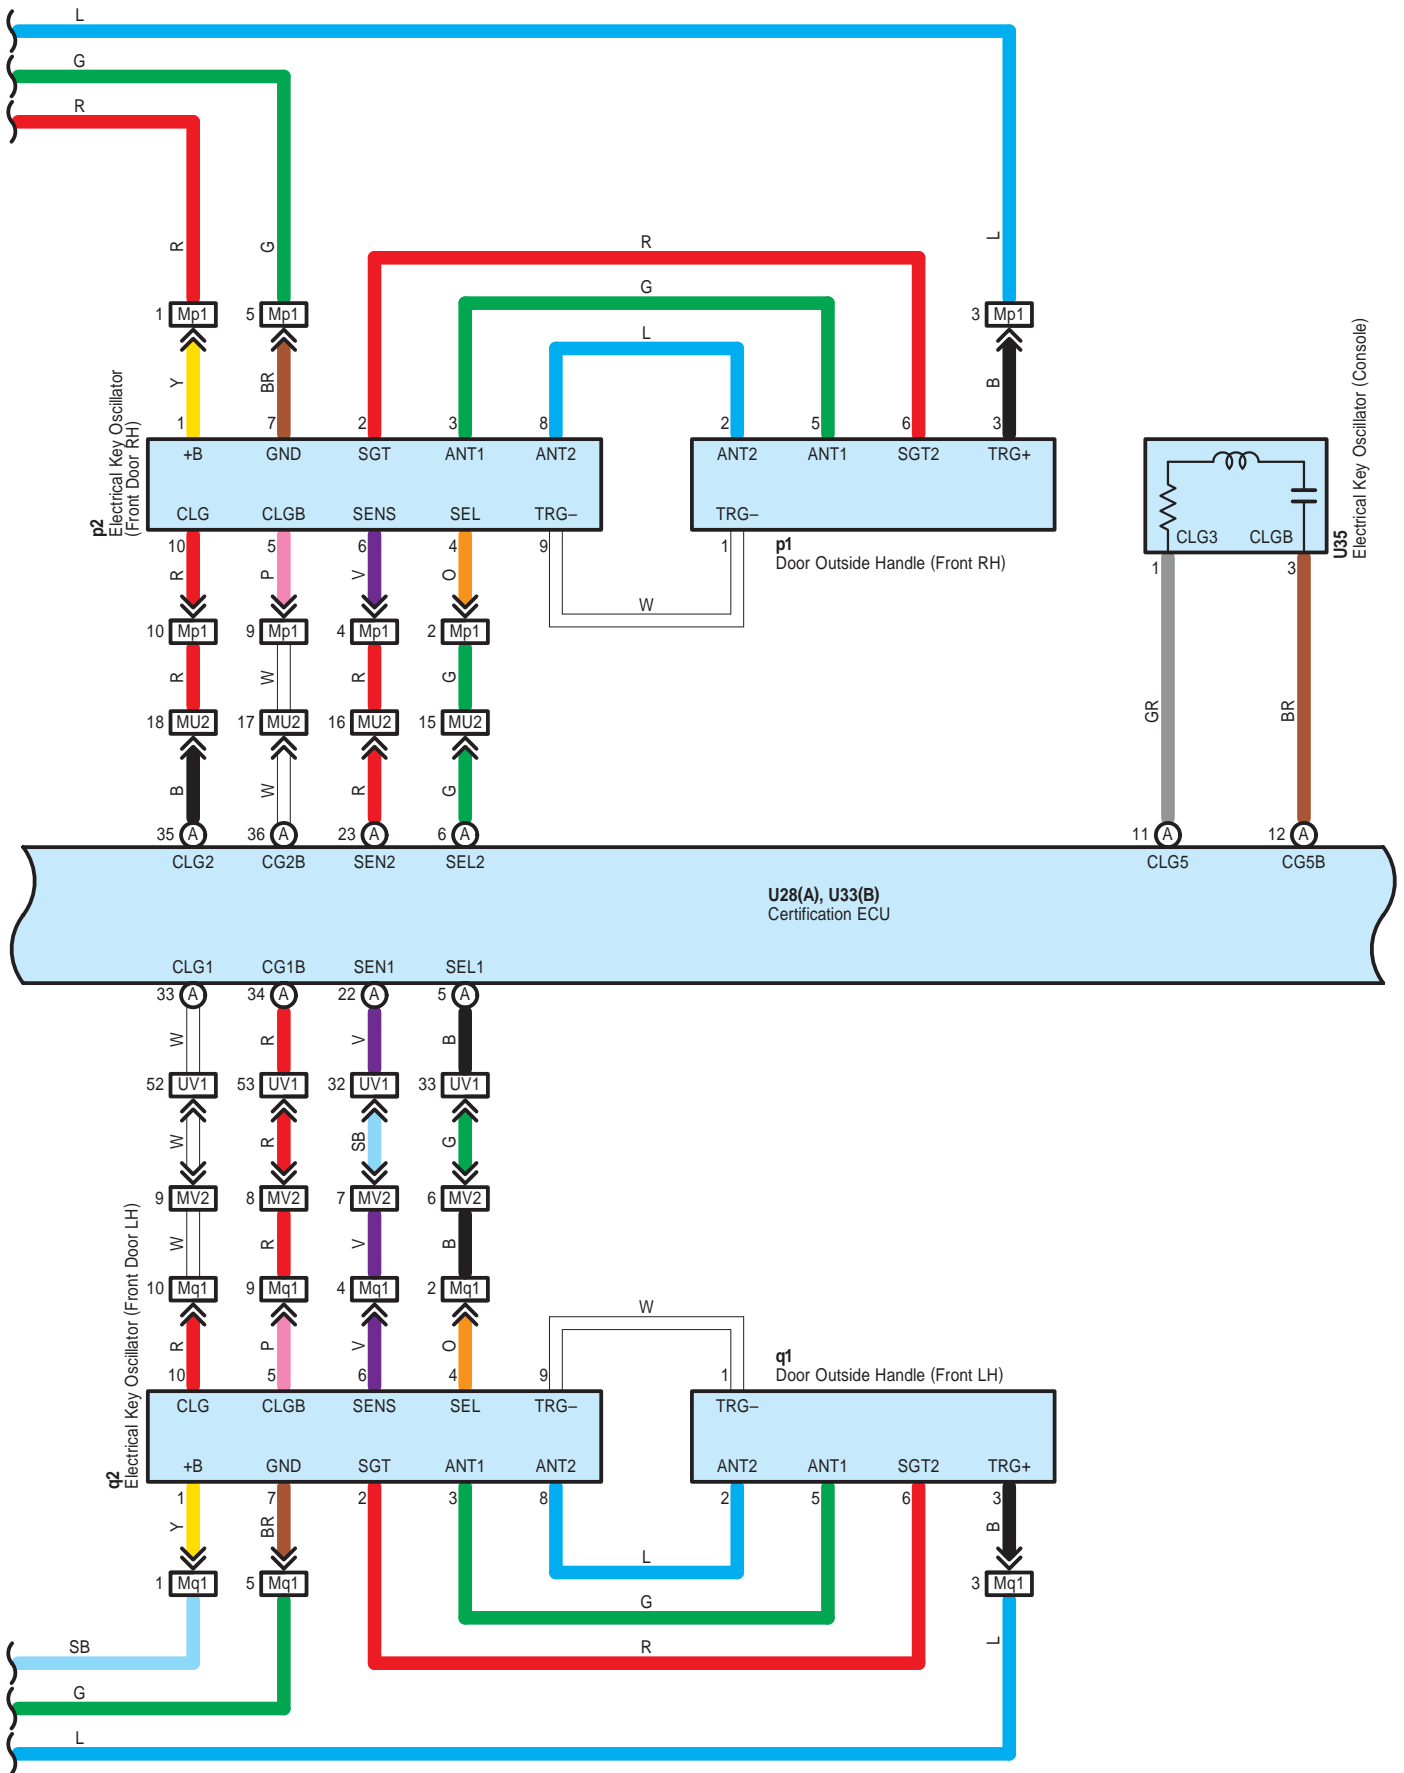 L
G
R
R
G
L
R
G
L
1 Mp1
5 Mp1
3 Mp1
Y
BR
B
p2
Electrical Key Oscillator
(Front Door RH)
1
7
2
3
8
2
5
6
3
+B
GND
SGT
ANT1
ANT2
ANT2
ANT1
SGT2
TRG+
CLG
CLGB
SENS
SEL
TRG–
TRG–
CLG3
CLGB
U35
Electrical Key Oscillator (Console)
10
5
6
4
9
1
p1
Door Outside Handle (Front RH)
1
3
R
P
V
O
W
10 Mp1
9 Mp1
4 Mp1
2 Mp1
R
W
R
G
18 MU2
17 MU2
16 MU2
15 MU2
GR
BR
B
W
R
G
35 A
36 A
23 A
6 A
11 A
12 A
CLG2
CG2B
SEN2
SEL2
CLG5
CG5B
U28(A), U33(B)
Certification ECU
CLG1
CG1B
SEN1
SEL1
33 A
34 A
22 A
5 A
W
R
V
B
52 UV1
53 UV1
32 UV1
33 UV1
W
R
SB
G
9 MV2
8 MV2
7 MV2
6 MV2
W
R
V
B
10 Mq1
9 Mq1
4 Mq1
2 Mq1
R
P
V
O
W
q2
Electrical Key Oscillator (Front Door LH)
q1
Door Outside Handle (Front LH)
10
5
6
4
9
1
CLG
CLGB
SENS
SEL
TRG–
TRG–
+B
GND
SGT
ANT1
ANT2
ANT2
ANT1
SGT2
TRG+
1
7
2
3
8
2
5
6
3
Y
BR
B
L
1 Mq1
5 Mq1
3 Mq1
G
SB
R
L
G
L